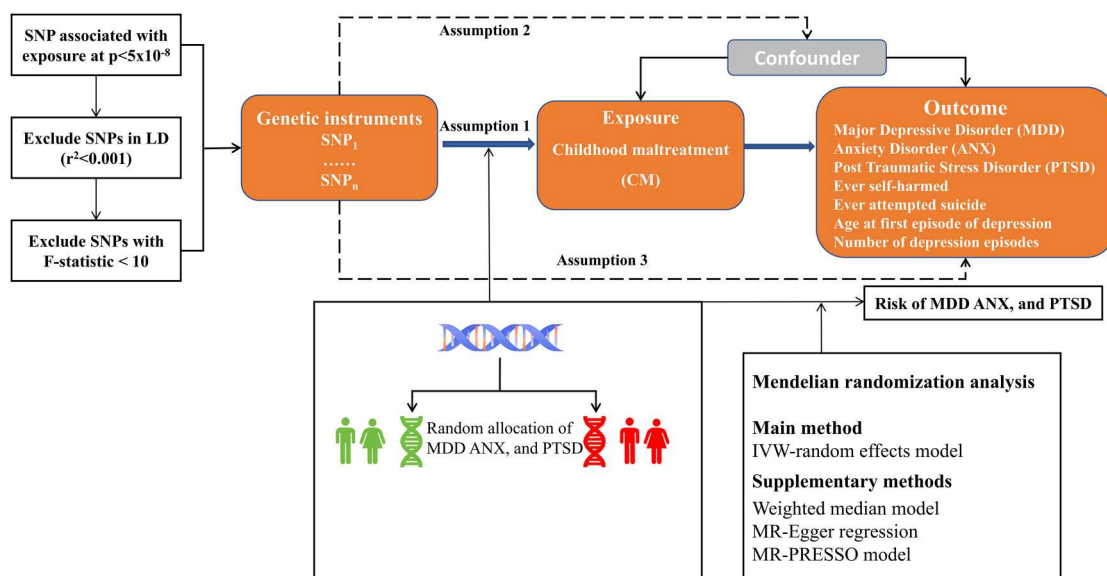 SNP associated with
exposure at p<5x10⁻⁸
Exclude SNPs in LD
(r²<0.001)
Exclude SNPs with
F-statistic < 10
Genetic instruments
SNP₁
......
SNPₙ
Assumption 2
Assumption 1
Assumption 3
Confounder
Exposure
Childhood maltreatment
(CM)
Outcome
Major Depressive Disorder (MDD)
Anxiety Disorder (ANX)
Post Traumatic Stress Disorder (PTSD)
Ever self-harmed
Ever attempted suicide
Age at first episode of depression
Number of depression episodes
Risk of MDD ANX, and PTSD
Random allocation of
MDD ANX, and PTSD
Mendelian randomization analysis
Main method
IVW-random effects model
Supplementary methods
Weighted median model
MR-Egger regression
MR-PRESSO model